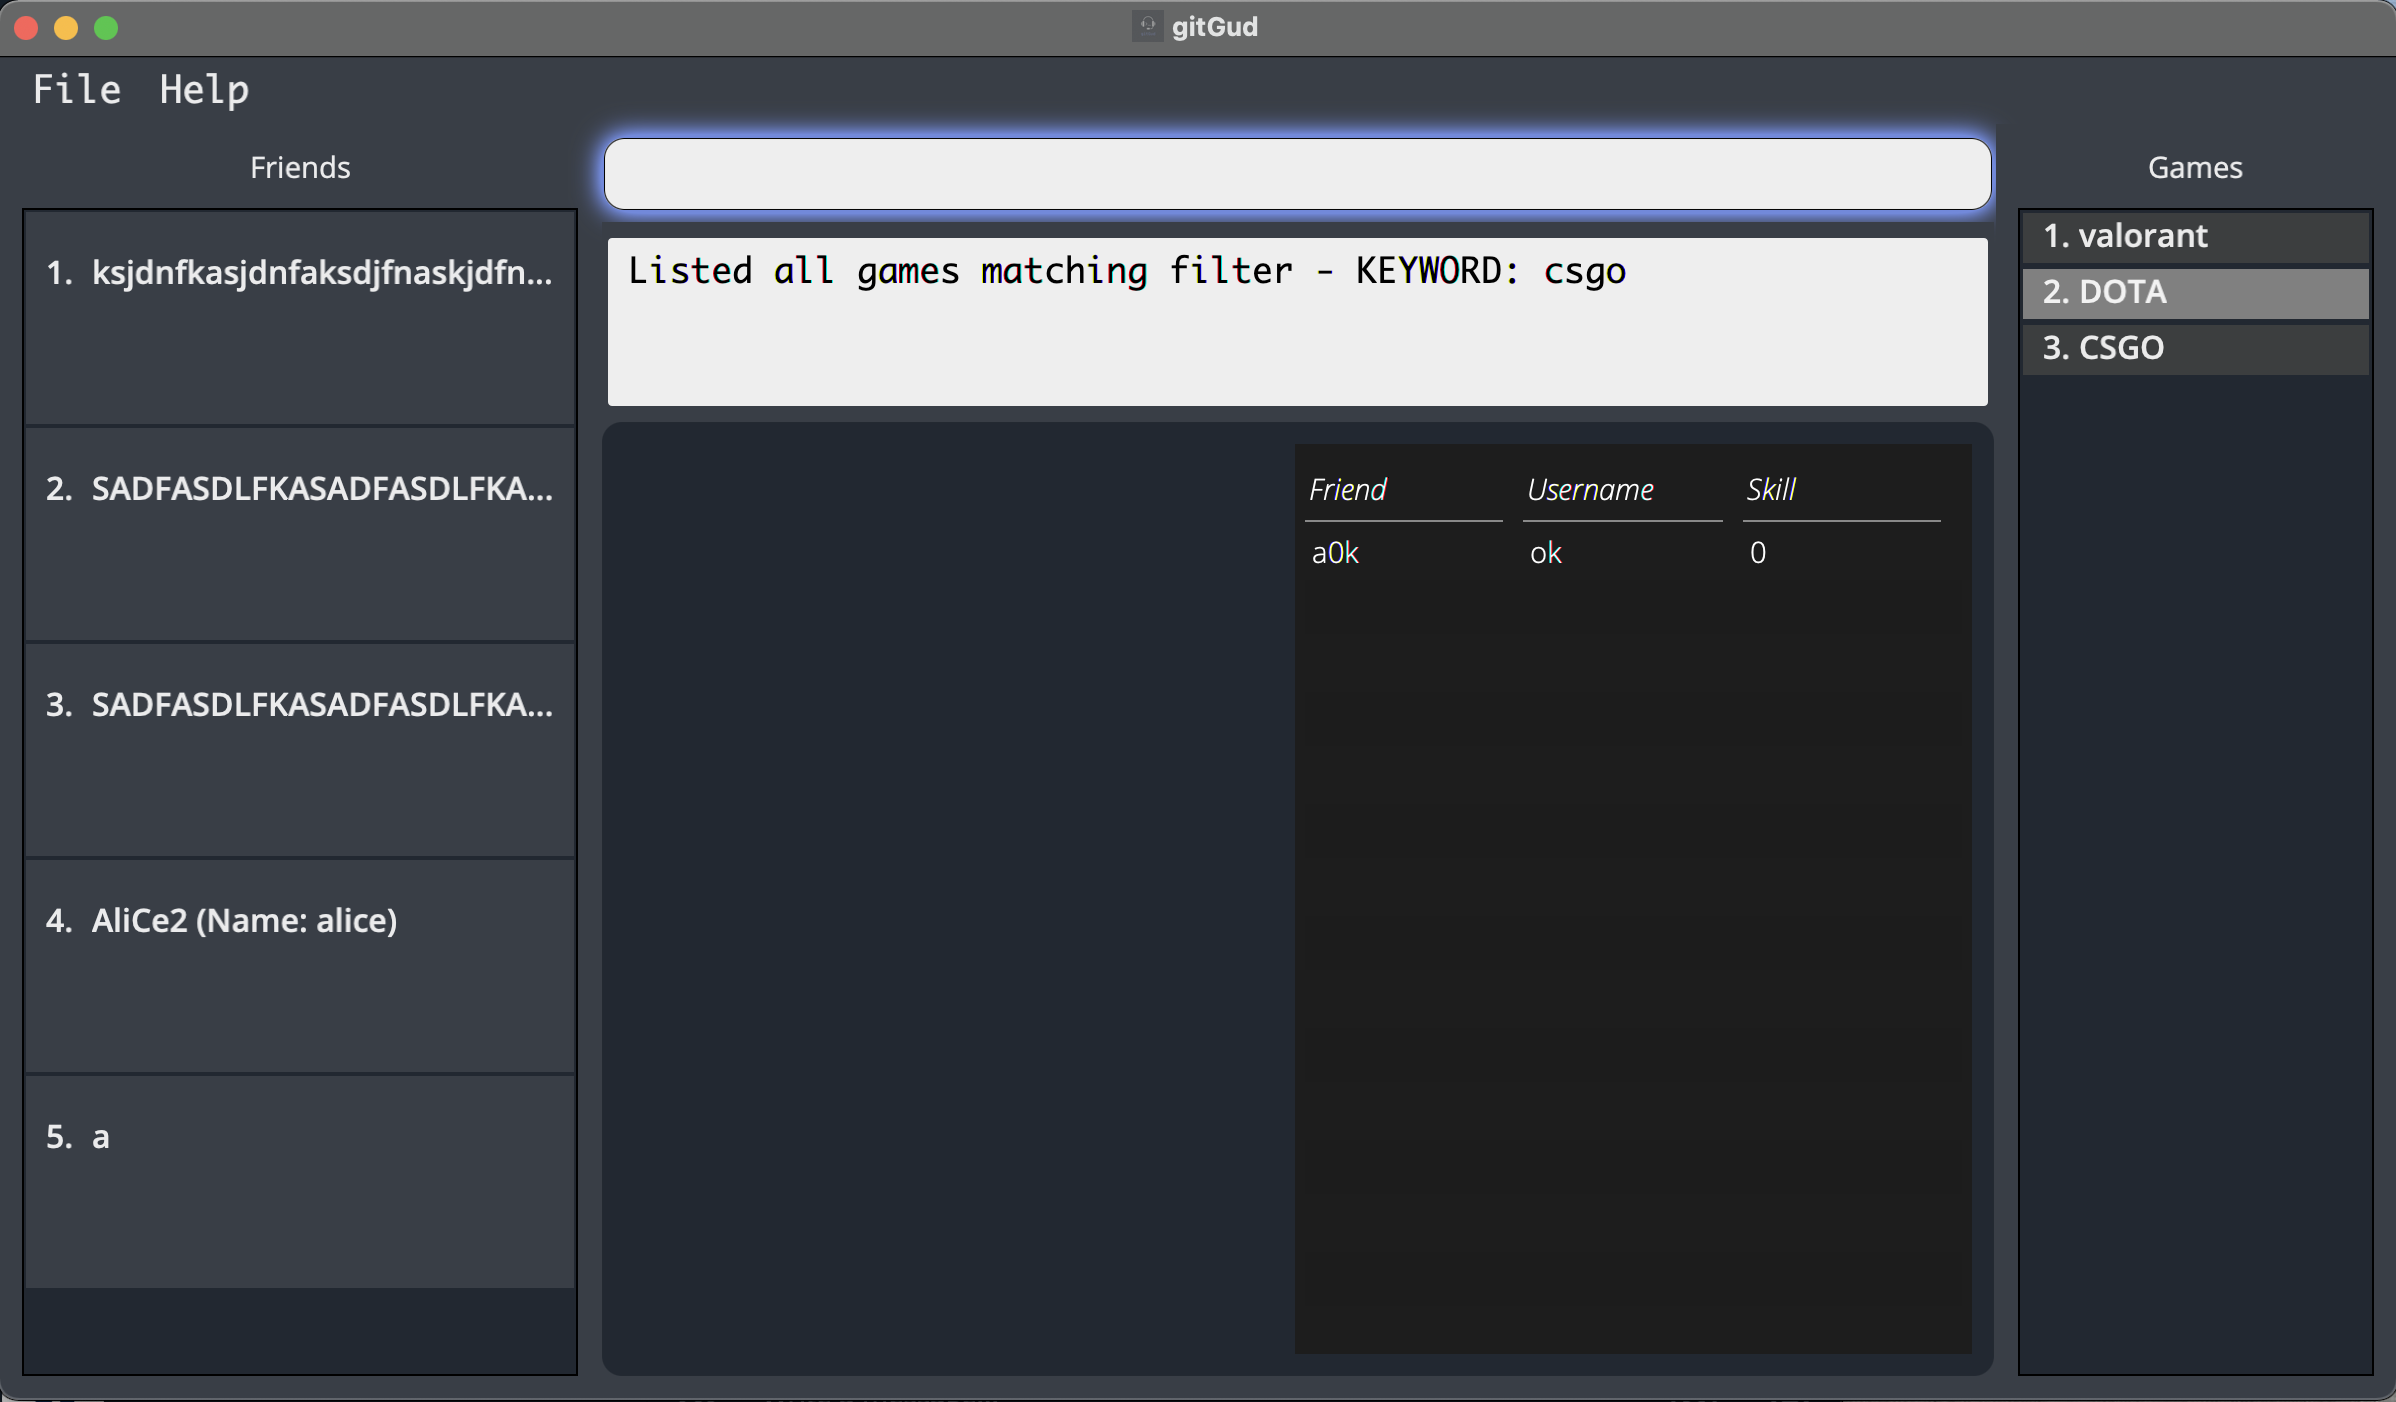 gitGud
File Help
Friends
1. ksjdnfkasjdnfaksdjfnaskjdfn...
2. SADFASDLFKASADFASDLFKA...
3. SADFASDLFKASADFASDLFKA...
4. AliCe2 (Name: alice)
5. a
Listed all games matching filter - KEYWORD: csgo
Friend Username Skill
a0k ok 0
Games
1. valorant
2. DOTA
3. CSGO